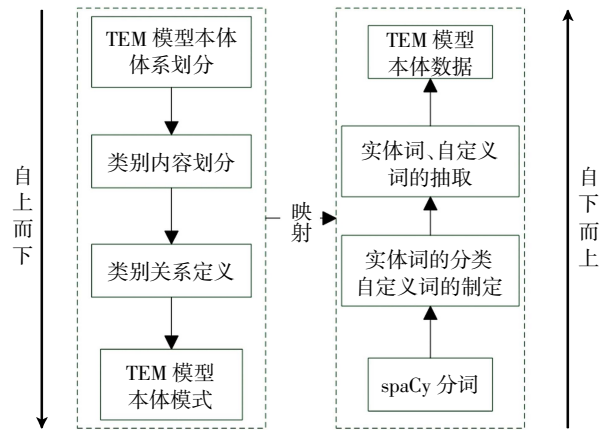 自上而下
TEM 模型本体
体系划分
类别内容划分
类别关系定义
TEM 模型
本体模式
映射
TEM 模型
本体数据
实体词、自定义
词的抽取
实体词的分类
自定义词的制定
spaCy 分词
自下而上